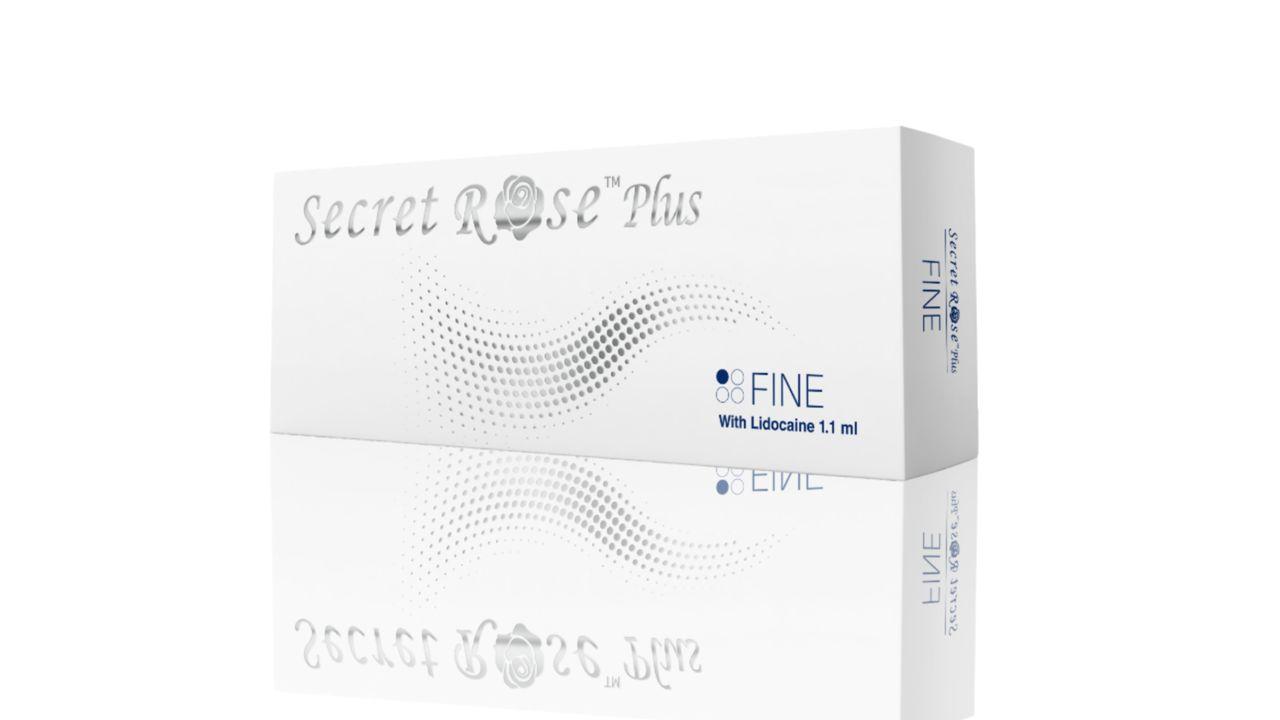 Secret Rose™ Plus
FINE
With Lidocaine 1.1 ml
Secret Rose™ Plus
FINE